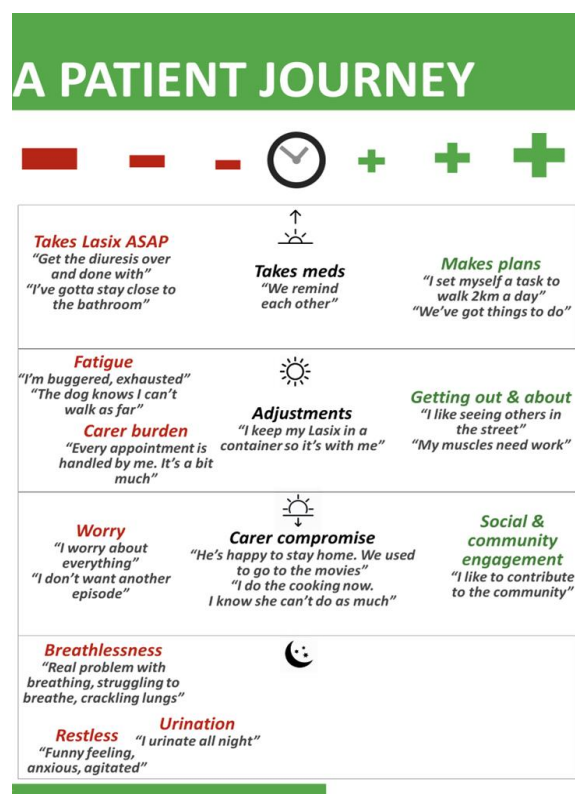 A PATIENT JOURNEY
Takes Lasix ASAP
“Get the diuresis over
and done with”
“I’ve gotta stay close to
the bathroom”
Takes meds
“We remind
each other”
Makes plans
“I set myself a task to
walk 2km a day”
“We’ve got things to do”
Fatigue
“I’m buggered, exhausted”
“The dog knows I can’t
walk as far”
Carer burden
“Every appointment is
handled by me. It’s a bit
much”
Adjustments
“I keep my Lasix in a
container so it’s with me”
Getting out & about
“I like seeing others in
the street”
“My muscles need work”
Worry
“I worry about
everything”
“I don’t want another
episode”
Carer compromise
“He’s happy to stay home. We used
to go to the movies”
“I do the cooking now.
I know she can’t do as much”
Social &
community
engagement
“I like to contribute
to the community”
Breathlessness
“Real problem with
breathing, struggling to
breathe, crackling lungs”
Urination
“I urinate all night”
Restless
“Funny feeling,
anxious, agitated”